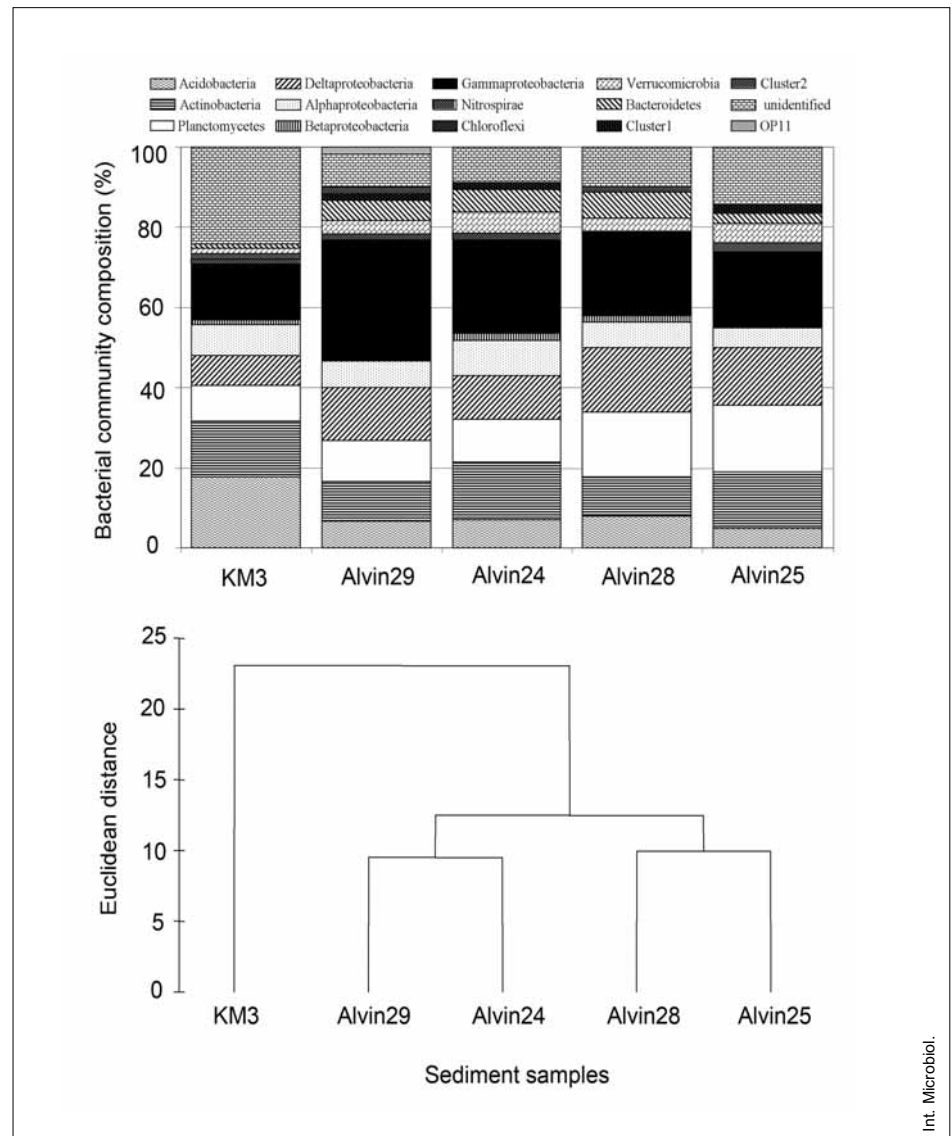 Acidobacteria Deltaproteobacteria Gammaproteobacteria Verrucomicrobia Cluster2
Actinobacteria Alphaproteobacteria Nitrospirae Bacteroidetes unidentified
Planctomycetes Betaproteobacteria Chloroflexi Cluster1 OP11
Bacterial community composition (%)
100
80
60
40
20
0
KM3 Alvin29 Alvin24 Alvin28 Alvin25
Euclidean distance
25
20
15
10
5
0
KM3 Alvin29 Alvin24 Alvin28 Alvin25
Sediment samples
Int. Microbiol.